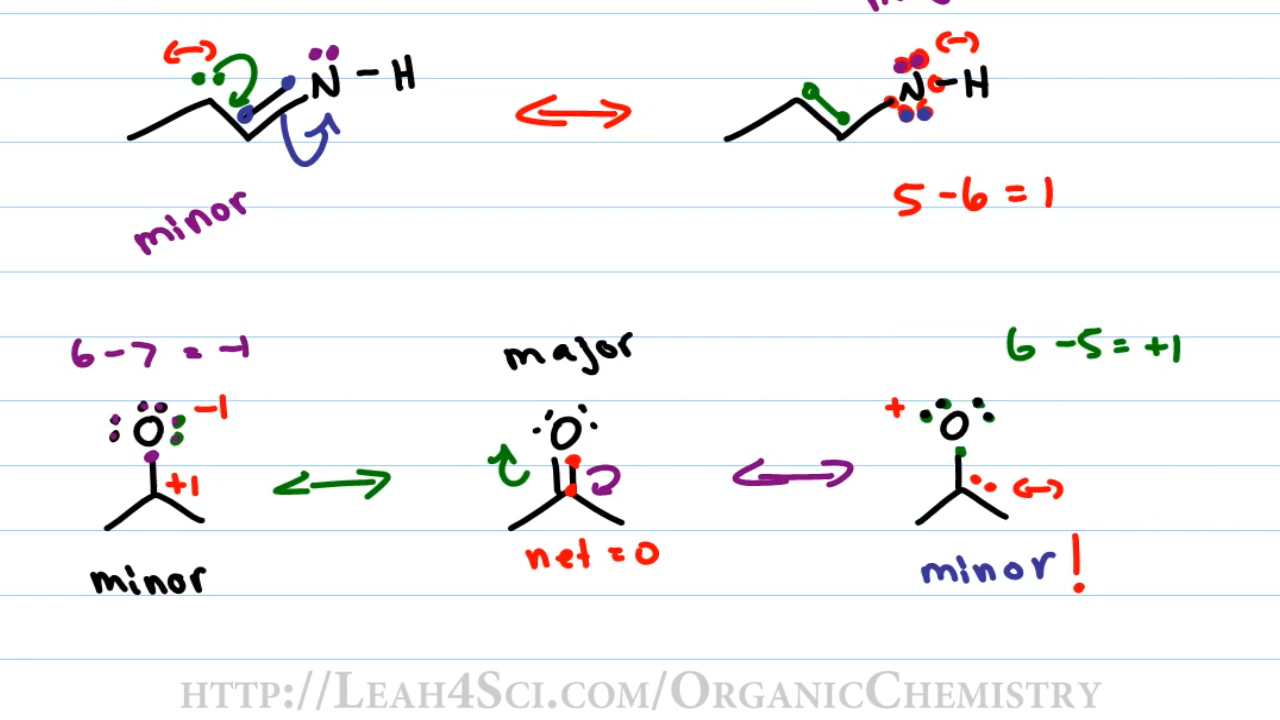 N - H
N - H
5 - 6 = 1
minor
6 - 7 = -1
major
6 - 5 = +1
O -1
O
+ O
+1
net = 0
minor
minor!
HTTP://LEAH4SCI.COM/ORGANICCHEMISTRY